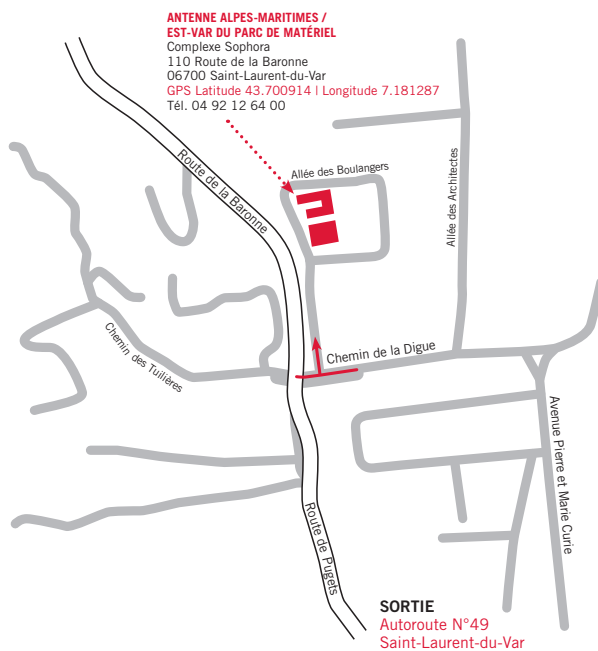 ANTENNE ALPES-MARITIMES /
EST-VAR DU PARC DE MATÉRIEL
Complexe Sophora
110 Route de la Baronne
06700 Saint-Laurent-du-Var
GPS Latitude 43.700914 | Longitude 7.181287
Tél. 04 92 12 64 00
Route de la Baronne
Allée des Boulangers
Allée des Architectes
Chemin des Tuilières
Chemin de la Digue
Avenue Pierre et Marie Curie
Route de Pugets
SORTIE
Autoroute N°49
Saint-Laurent-du-Var